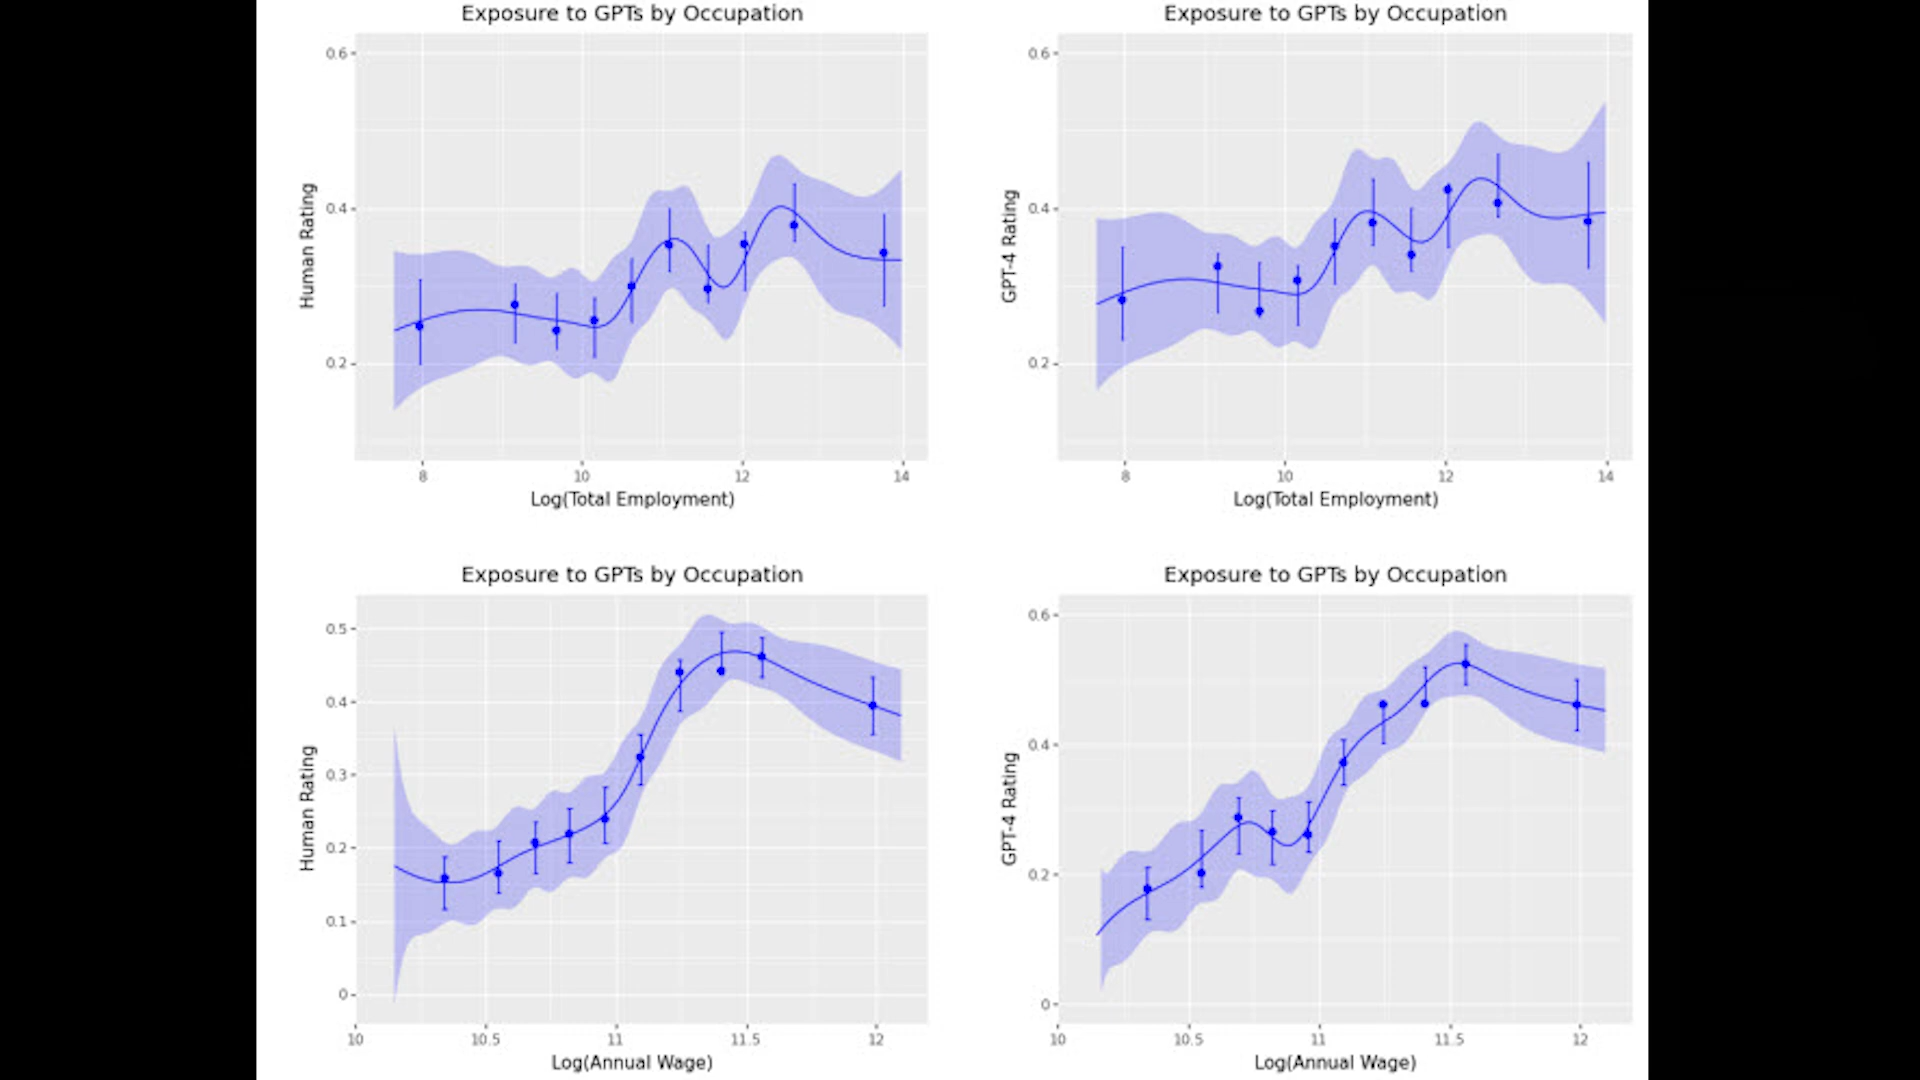 Exposure to GPTs by Occupation
0.6
0.4
0.2
Human Rating
8 10 12 14
Log(Total Employment)
Exposure to GPTs by Occupation
0.6
0.4
0.2
GPT-4 Rating
8 10 12 14
Log(Total Employment)
Exposure to GPTs by Occupation
0.5
0.4
0.3
0.2
0.1
0
Human Rating
10 10.5 11 11.5 12
Log(Annual Wage)
Exposure to GPTs by Occupation
0.6
0.4
0.2
0
GPT-4 Rating
10 10.5 11 11.5 12
Log(Annual Wage)